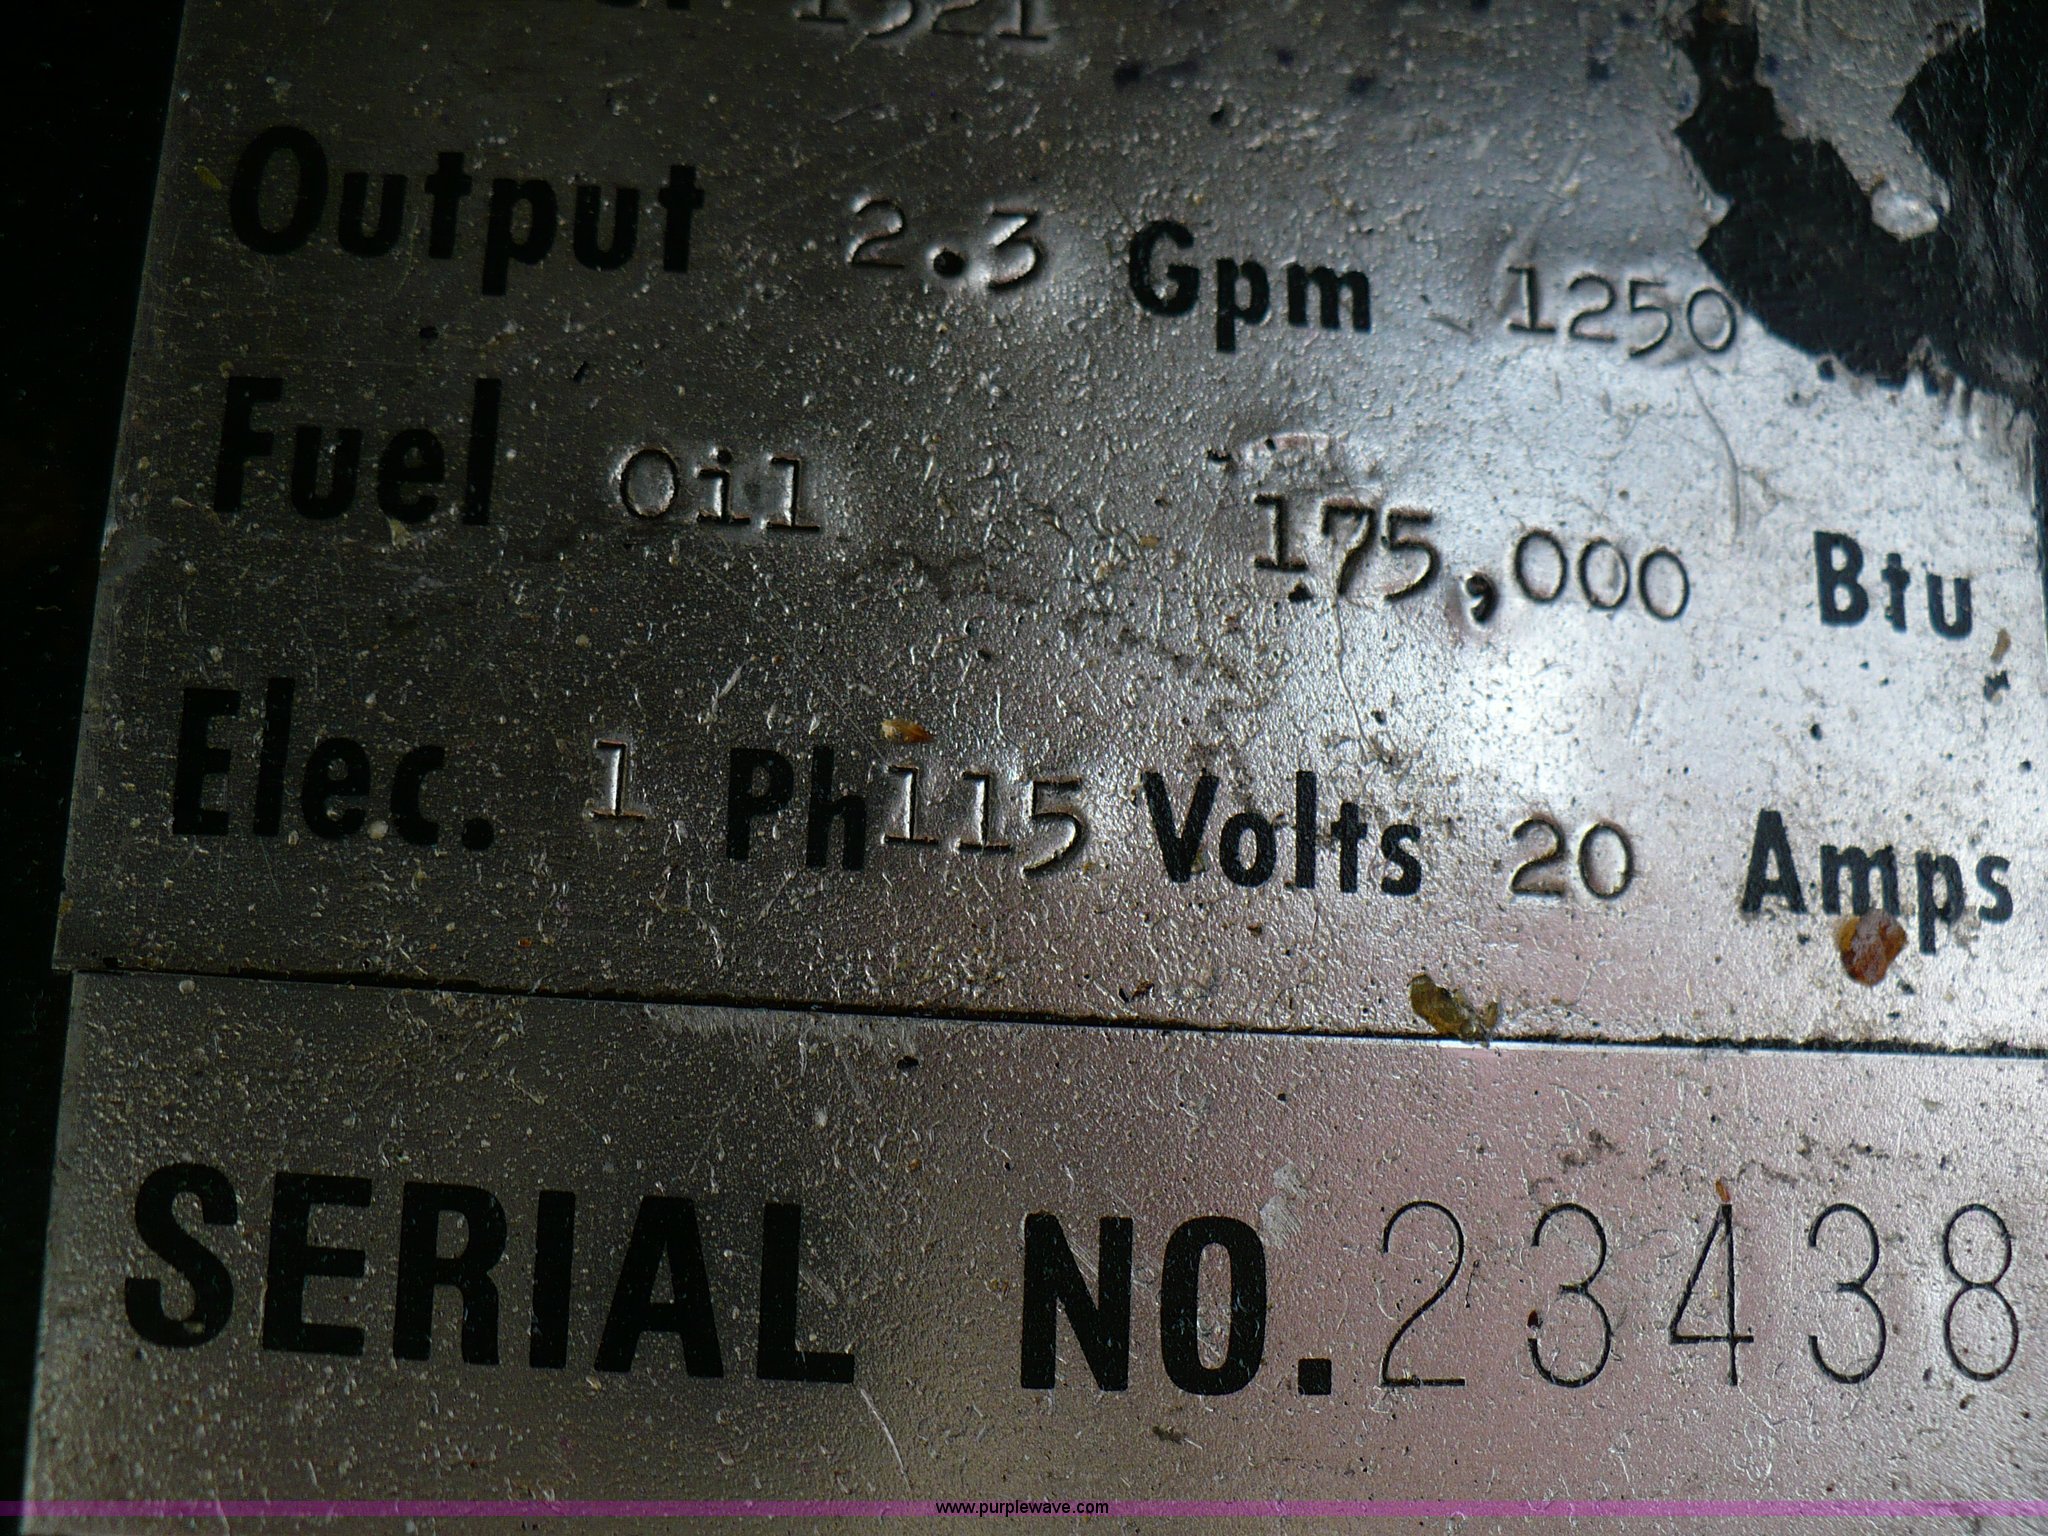 1521
Output 2.3 Gpm 1250
Fuel Oil 175,000 Btu
Elec. 1 Ph 115 Volts 20 Amps
SERIAL NO. 23438
www.purplewave.com